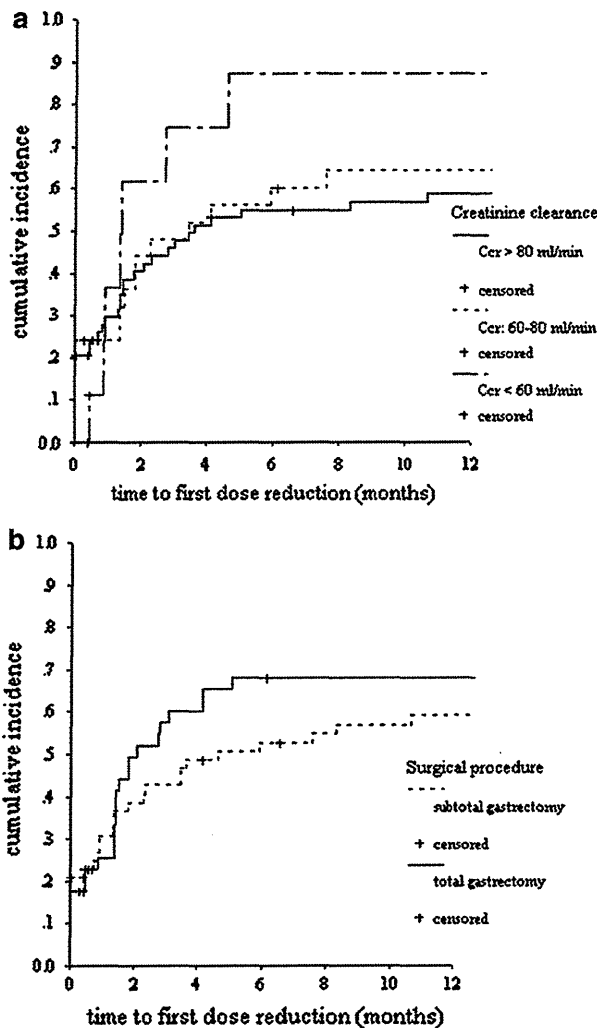 a
1.0
.9
.8
.7
.6
.5
.4
.3
.2
.1
0.0
cumulative incidence
0 2 4 6 8 10 12
time to first dose reduction (months)
Creatinine clearance
Ccr > 80 ml/min
+ censored
Ccr: 60-80 ml/min
+ censored
Ccr < 60 ml/min
+ censored
b
1.0
.9
.8
.7
.6
.5
.4
.3
.2
.1
0.0
cumulative incidence
0 2 4 6 8 10 12
time to first dose reduction (months)
Surgical procedure
subtotal gastrectomy
+ censored
total gastrectomy
+ censored